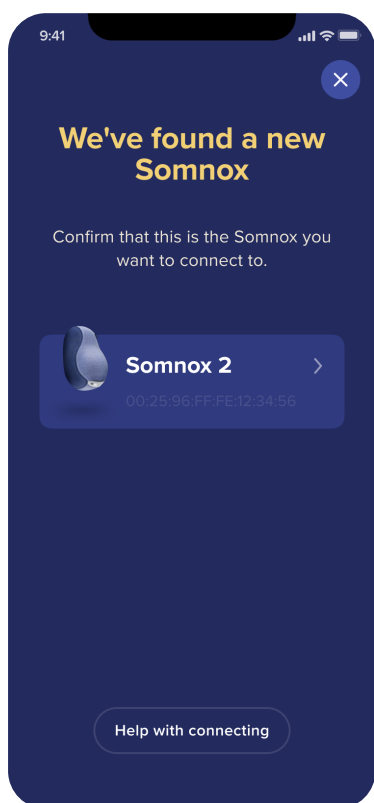 9:41
We've found a new
Somnox
Confirm that this is the Somnox you
want to connect to.
Somnox 2
00:25:96:FF:FE:12:34:56
Help with connecting